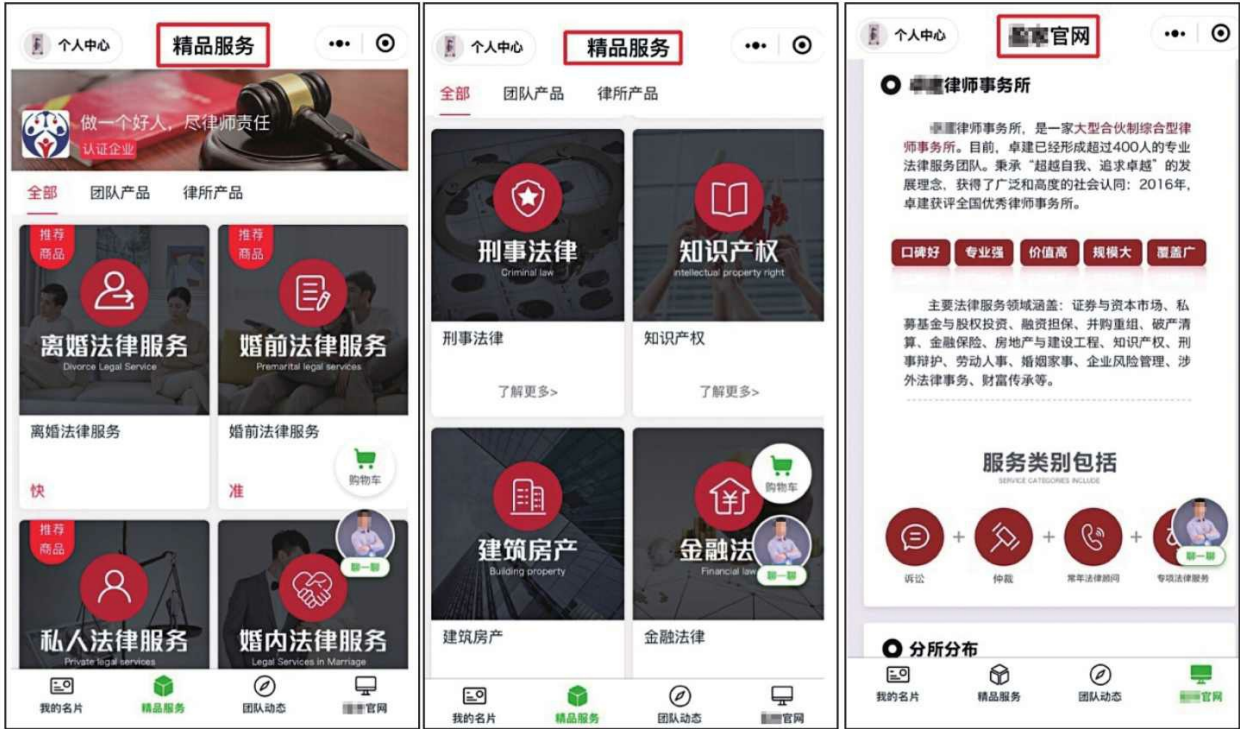 个人中心
精品服务
做一个好人，尽律师责任
认证企业
全部 团队产品 律所产品
推荐
商品
离婚法律服务
Divorce Legal Service
离婚法律服务
快
推荐
商品
婚前法律服务
Premarital legal services
婚前法律服务
准
购物车
推荐
商品
私人法律服务
Private legal services
婚内法律服务
Legal Services in Marriage
聊一聊
我的名片 精品服务 团队动态 官网
个人中心
精品服务
全部 团队产品 律所产品
刑事法律
Criminal law
刑事法律
了解更多>
知识产权
intellectual property right
知识产权
了解更多>
建筑房产
Building property
建筑房产
金融法
Financial law
金融法律
购物车
聊一聊
我的名片 精品服务 团队动态 官网
个人中心
官网
律师事务所
律师事务所，是一家大型合伙制综合型律
师事务所。目前，卓建已经形成超过400人的专业
法律服务团队。秉承“超越自我、追求卓越”的发
展理念，获得了广泛和高度的社会认同：2016年，
卓建获评全国优秀律师事务所。
口碑好 专业强 价值高 规模大 覆盖广
主要法律服务领域涵盖：证券与资本市场、私
募基金与股权投资、融资担保、并购重组、破产清
算、金融保险、房地产与建设工程、知识产权、刑
事辩护、劳动人事、婚姻家事、企业风险管理、涉
外法律事务、财富传承等。
服务类别包括
SERVICE CATEGORIES INCLUDE
诉讼 + 仲裁 + 常年法律顾问 + 专项法律服务
聊一聊
分所分布
我的名片 精品服务 团队动态 官网